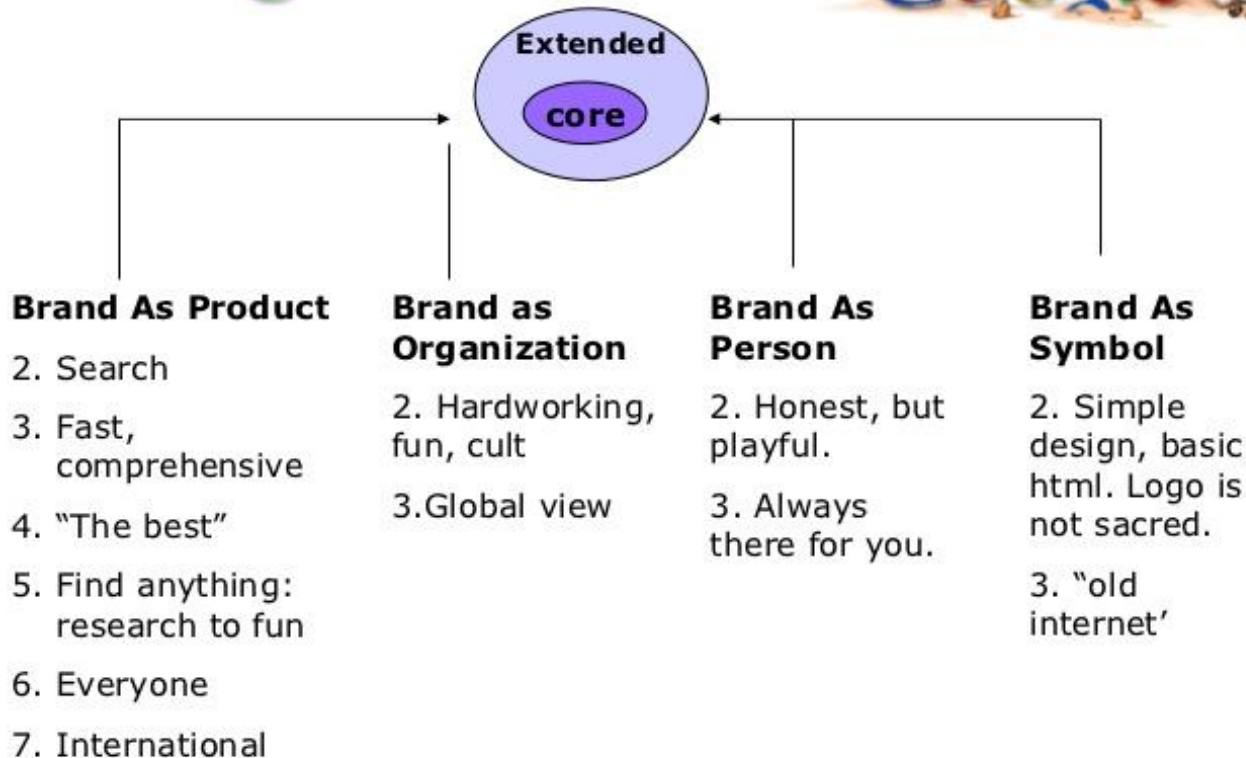 Extended
core
Brand As Product
2. Search
3. Fast,
comprehensive
4. “The best”
5. Find anything:
research to fun
6. Everyone
7. International
Brand as
Organization
2. Hardworking,
fun, cult
3.Global view
Brand As
Person
2. Honest, but
playful.
3. Always
there for you.
Brand As
Symbol
2. Simple
design, basic
html. Logo is
not sacred.
3. “old
internet’